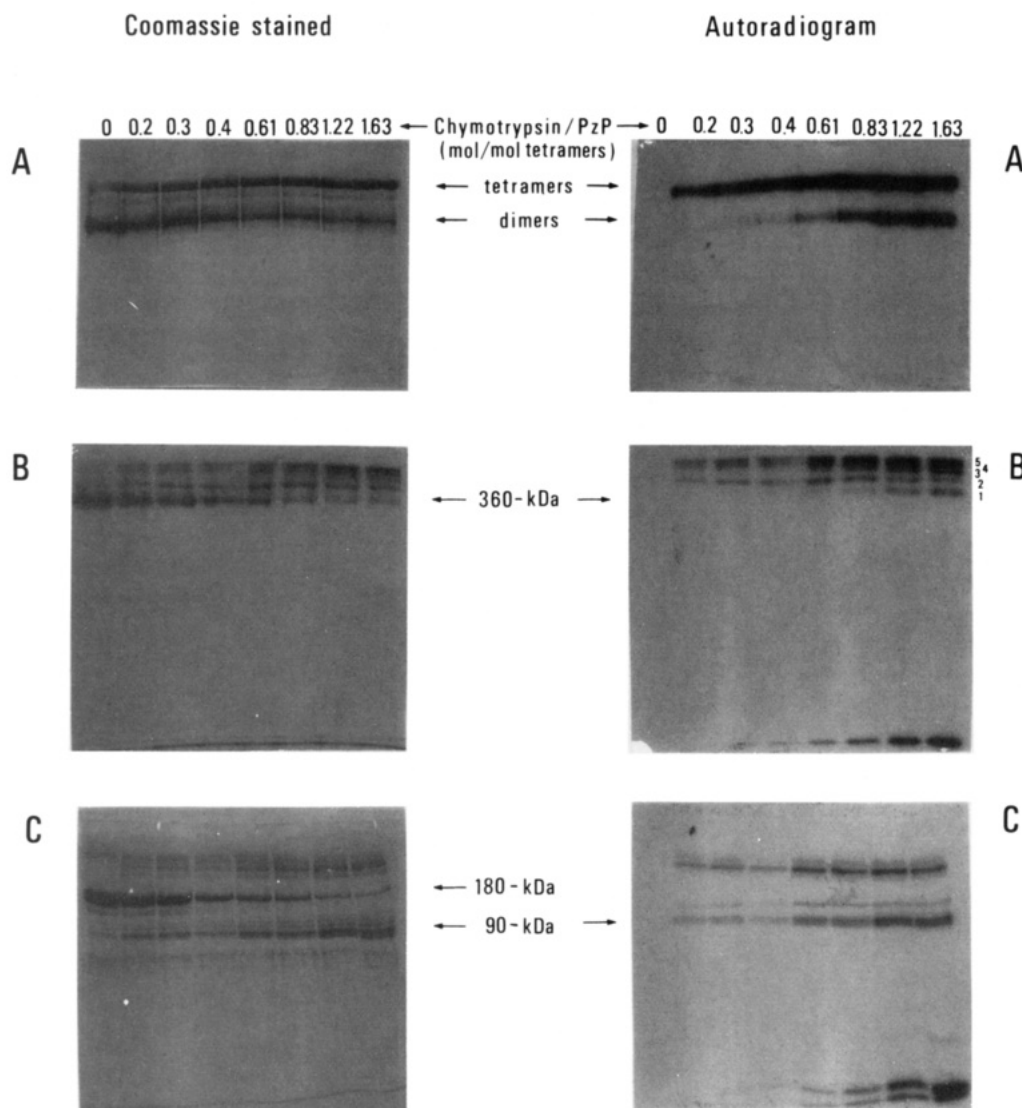 Coomassie stained
Autoradiogram
0 0.2 0.3 0.4 0.61 0.83 1.22 1.63
Chymotrypsin/PzP
(mol/mol tetramers)
0 0.2 0.3 0.4 0.61 0.83 1.22 1.63
A
tetramers
dimers
A
B
360-kDa
5
4
3
2
1
B
C
180-kDa
90-kDa
C